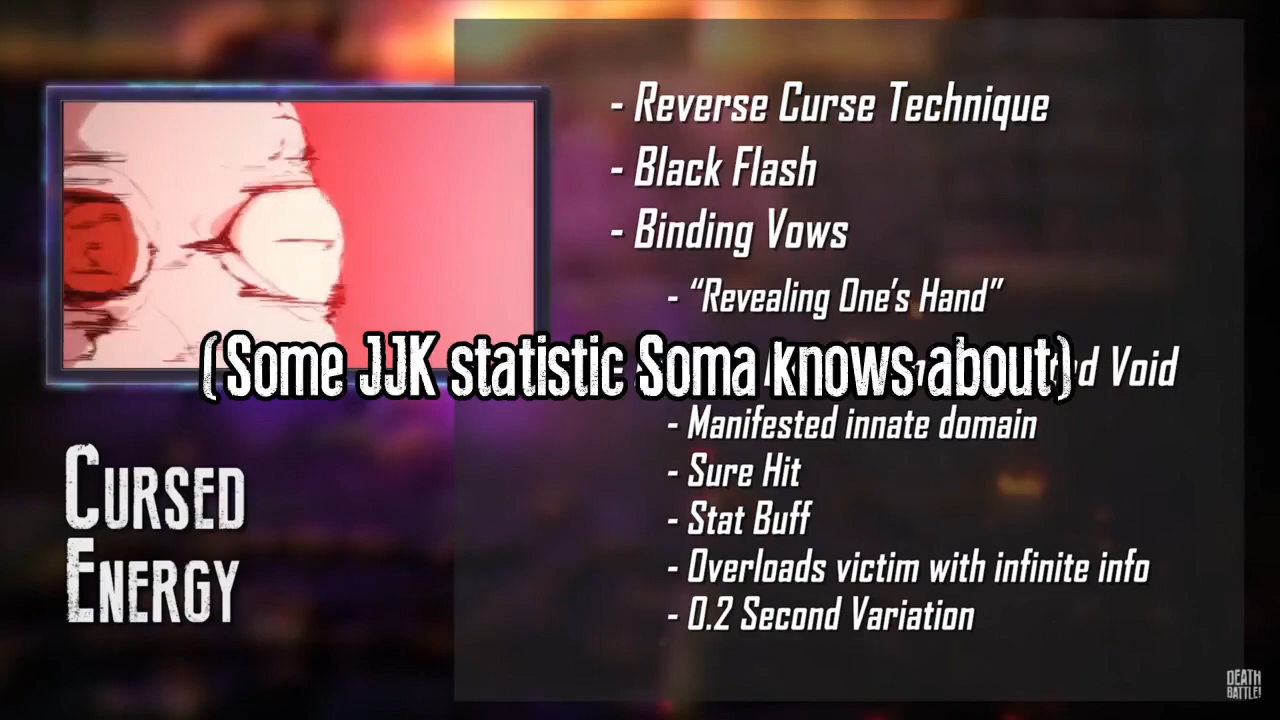 - Reverse Curse Technique
- Black Flash
- Binding Vows
- "Revealing One's Hand"
(Some JJK statistic Soma knows about)
Void
- Manifested innate domain
- Sure Hit
- Stat Buff
- Overloads victim with infinite info
- 0.2 Second Variation
CURSED
ENERGY
DEATH
BATTLE!